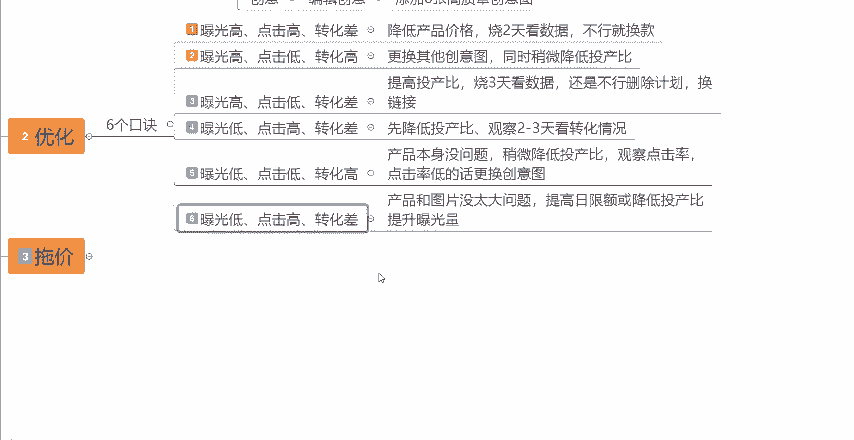 1 曝光高、点击高、转化差 降低产品价格，烧2天看数据，不行就换款
2 曝光高、点击低、转化高 更换其他创意图，同时稍微降低投产比
提高投产比，烧3天看数据，还是不行删除计划，换
3 曝光高、点击低、转化差 链接
6个口诀
4 曝光低、点击低、转化差 先降低投产比、观察2-3天看转化情况
2 优化
产品本身没问题，稍微降低投产比，观察点击率，
5 曝光低、点击低、转化高 点击率低的话更换创意图
产品和图片没太大问题，提高日限额或降低投产比
6 曝光低、点击高、转化差 提升曝光量
3 拖价